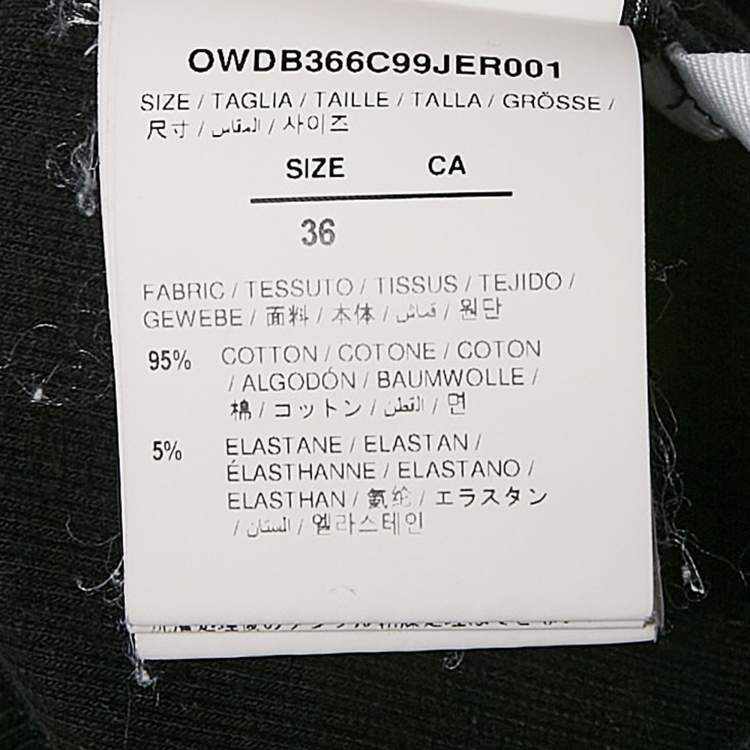 OWDB366C99JER001
SIZE / TAGLIA / TAILLE / TALLA / GRÖSSE /
尺寸 / المقاس / 사이즈
SIZE CA
36
FABRIC / TESSUTO / TISSUS / TEJIDO /
GEWEBE / 面料 / 本体 / قماش / 원단
95% COTTON / COTONE / COTON
/ ALGODÓN / BAUMWOLLE /
棉 / コットン / القطن / 면
5% ELASTANE / ELASTAN /
ÉLASTHANNE / ELASTANO /
ELASTHAN / 氨纶 / エラスタン
/ الستان / 엘라스테인